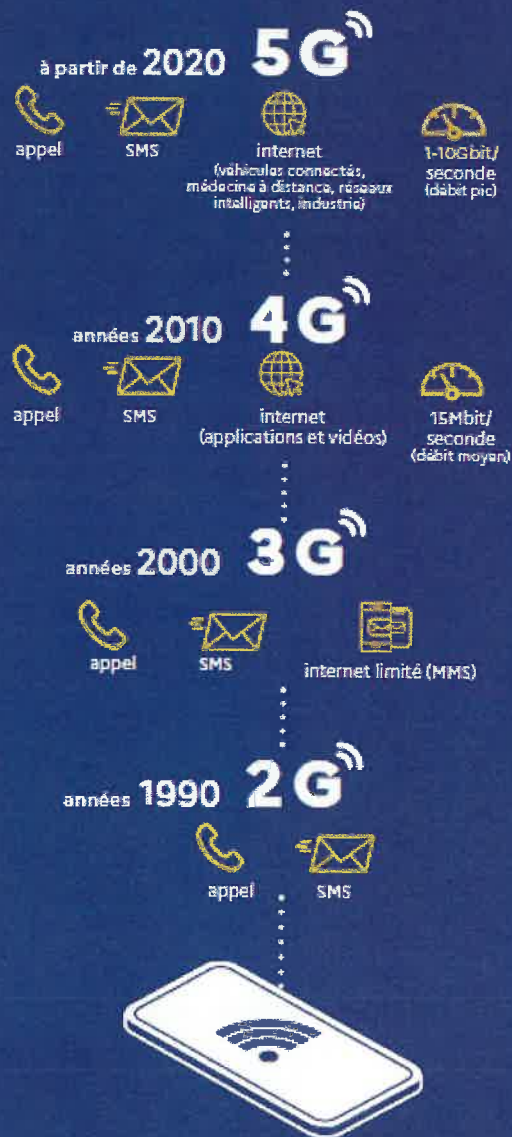 à partir de 2020 5G
appel
SMS
internet
(véhicules connectés,
médecine à distance, réseaux
intelligents, industrie)
1-10Gbit/
seconde
(débit pic)
années 2010 4G
appel
SMS
internet
(applications et vidéos)
15Mbit/
seconde
(débit moyen)
années 2000 3G
appel
SMS
internet limité (MMS)
années 1990 2G
appel
SMS